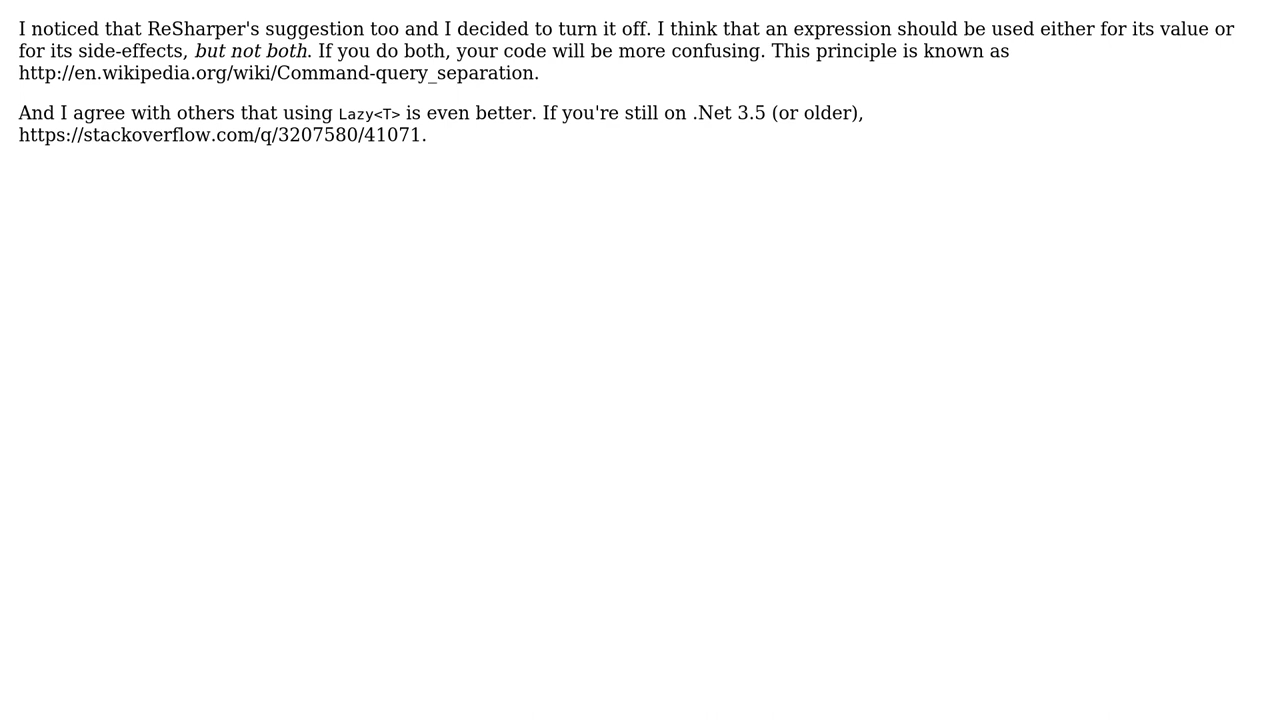 I noticed that ReSharper's suggestion too and I decided to turn it off. I think that an expression should be used either for its value or
for its side-effects, but not both. If you do both, your code will be more confusing. This principle is known as
http://en.wikipedia.org/wiki/Command-query_separation.
And I agree with others that using Lazy<T> is even better. If you're still on .Net 3.5 (or older),
https://stackoverflow.com/q/3207580/41071.